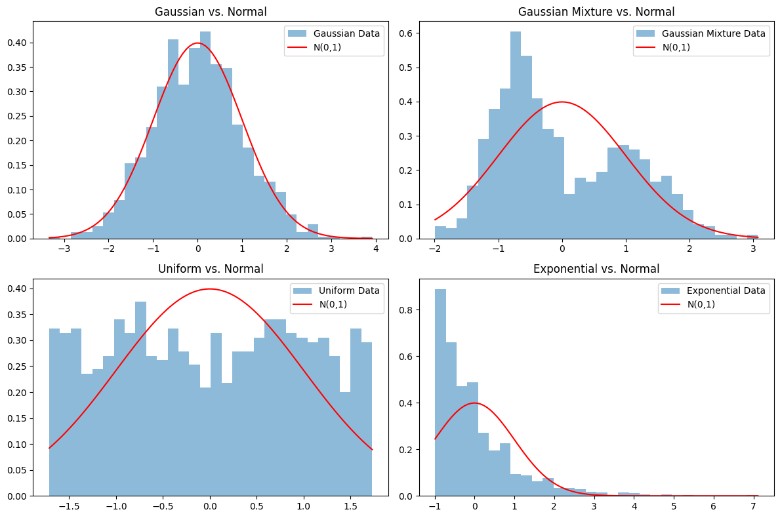 Gaussian vs. Normal
Gaussian Data
N(0,1)
0.40
0.35
0.30
0.25
0.20
0.15
0.10
0.05
0.00
−3 −2 −1 0 1 2 3 4
Gaussian Mixture vs. Normal
Gaussian Mixture Data
N(0,1)
0.6
0.5
0.4
0.3
0.2
0.1
0.0
−2 −1 0 1 2 3
Uniform vs. Normal
Uniform Data
N(0,1)
0.40
0.35
0.30
0.25
0.20
0.15
0.10
0.05
0.00
−1.5 −1.0 −0.5 0.0 0.5 1.0 1.5
Exponential vs. Normal
Exponential Data
N(0,1)
0.8
0.6
0.4
0.2
0.0
−1 0 1 2 3 4 5 6 7